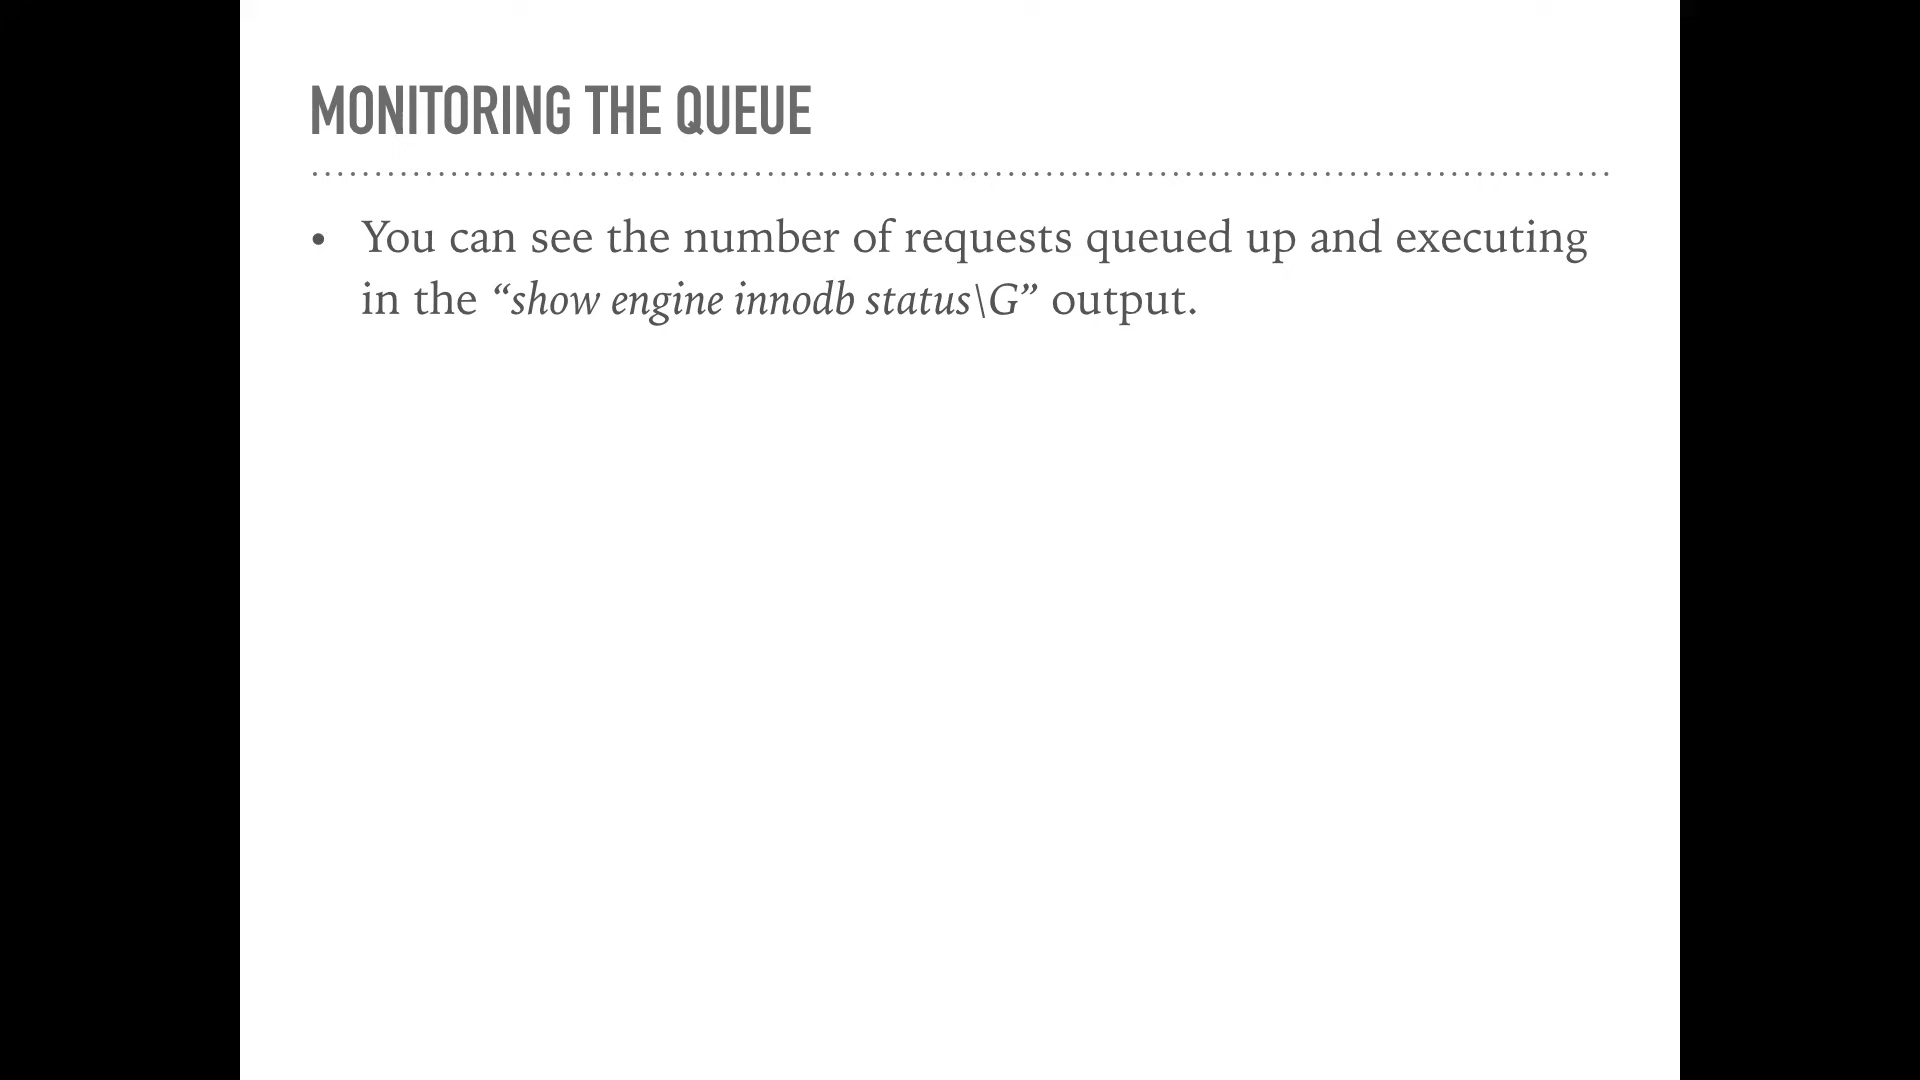 MONITORING THE QUEUE
• You can see the number of requests queued up and executing
in the “show engine innodb status\G” output.